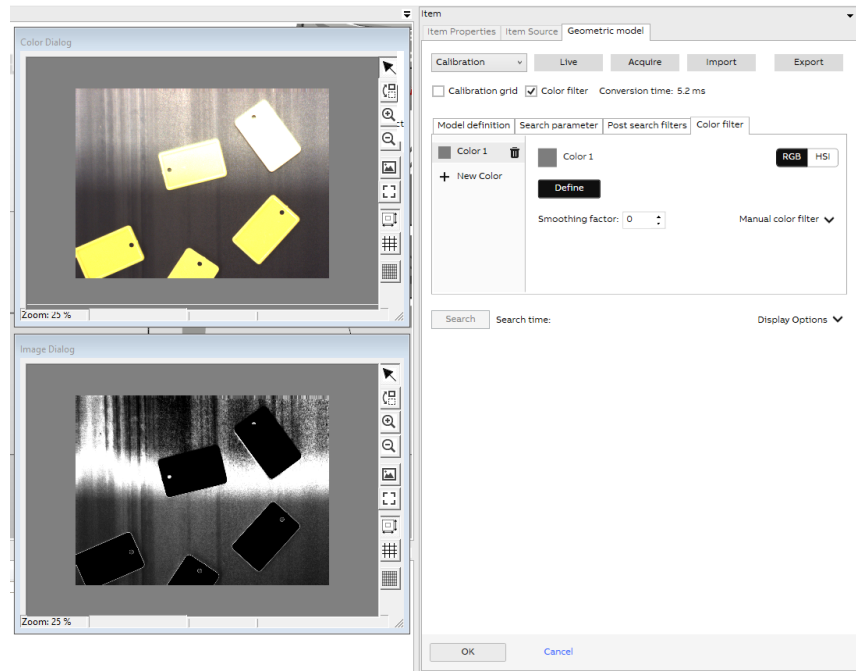 Item
Item Properties Item Source Geometric model
Color Dialog
Calibration Live Acquire Import Export
Calibration grid Color filter Conversion time: 5.2 ms
Model definition Search parameter Post search filters Color filter
Color 1 Color 1 RGB HSI
New Color
Define
Smoothing factor: 0 Manual color filter
Zoom: 25 %
Search Search time: Display Options
Image Dialog
Zoom: 25 %
OK Cancel